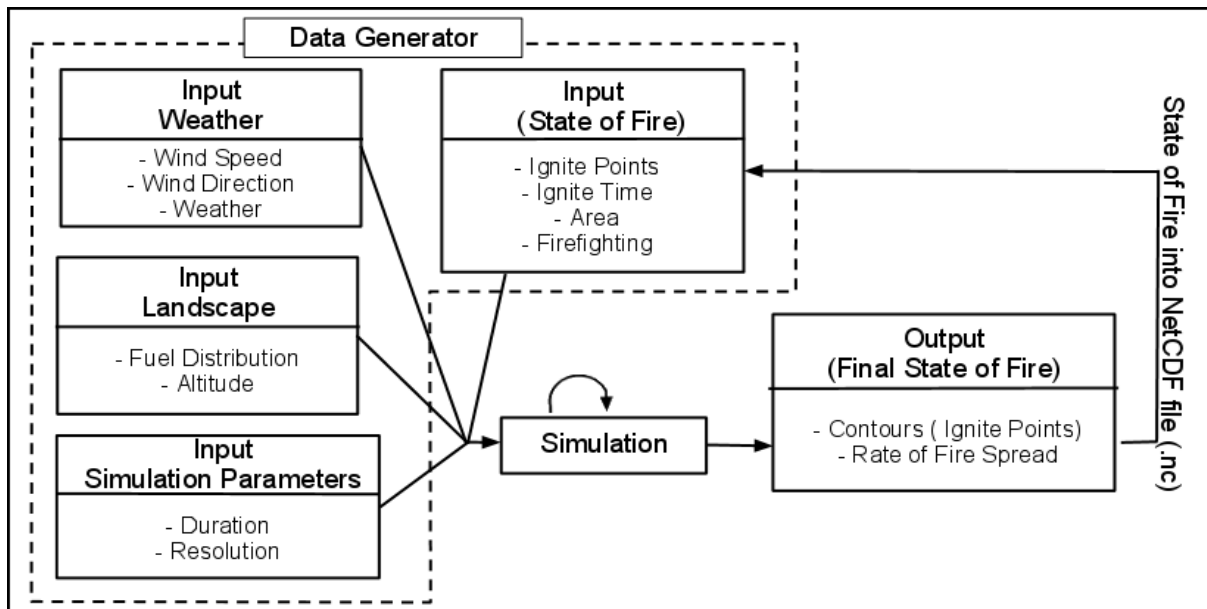 Data Generator
Input
Weather
- Wind Speed
- Wind Direction
- Weather
Input
(State of Fire)
- Ignite Points
- Ignite Time
- Area
- Firefighting
Input
Landscape
- Fuel Distribution
- Altitude
Input
Simulation Parameters
- Duration
- Resolution
Simulation
Output
(Final State of Fire)
- Contours ( Ignite Points)
- Rate of Fire Spread
State of Fire into NetCDF file (.nc)